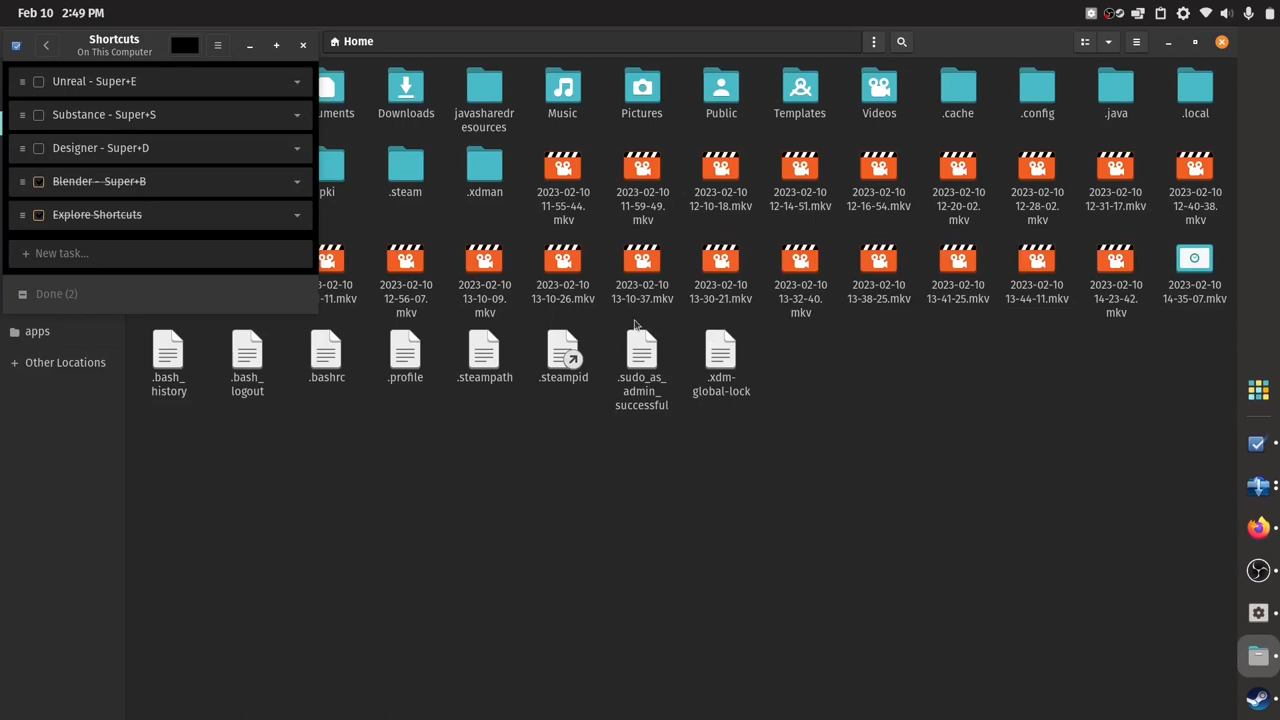 Feb 10 2:49 PM
Shortcuts
On This Computer
Unreal - Super+E
Substance - Super+S
Designer - Super+D
Blender - Super+B
Explore Shortcuts
New task...
Done (2)
apps
Other Locations
Home
uments
Downloads
javasharedr
esources
Music
Pictures
Public
Templates
Videos
.cache
.config
.java
.local
pki
.steam
.xdman
2023-02-10
11-55-44.
mkv
2023-02-10
11-59-49.
mkv
2023-02-10
12-10-18.mkv
2023-02-10
12-14-51.mkv
2023-02-10
12-16-54.mkv
2023-02-10
12-20-02.
mkv
2023-02-10
12-28-02.
mkv
2023-02-10
12-31-17.mkv
2023-02-10
12-40-38.
mkv
3-02-10
-11.mkv
2023-02-10
12-56-07.
mkv
2023-02-10
13-10-09.
mkv
2023-02-10
13-10-26.mkv
2023-02-10
13-10-37.mkv
2023-02-10
13-30-21.mkv
2023-02-10
13-32-40.
mkv
2023-02-10
13-38-25.mkv
2023-02-10
13-41-25.mkv
2023-02-10
13-44-11.mkv
2023-02-10
14-23-42.
mkv
2023-02-10
14-35-07.mkv
.bash_
history
.bash_
logout
.bashrc
.profile
.steampath
.steampid
.sudo_as_
admin_
successful
.xdm-
global-lock